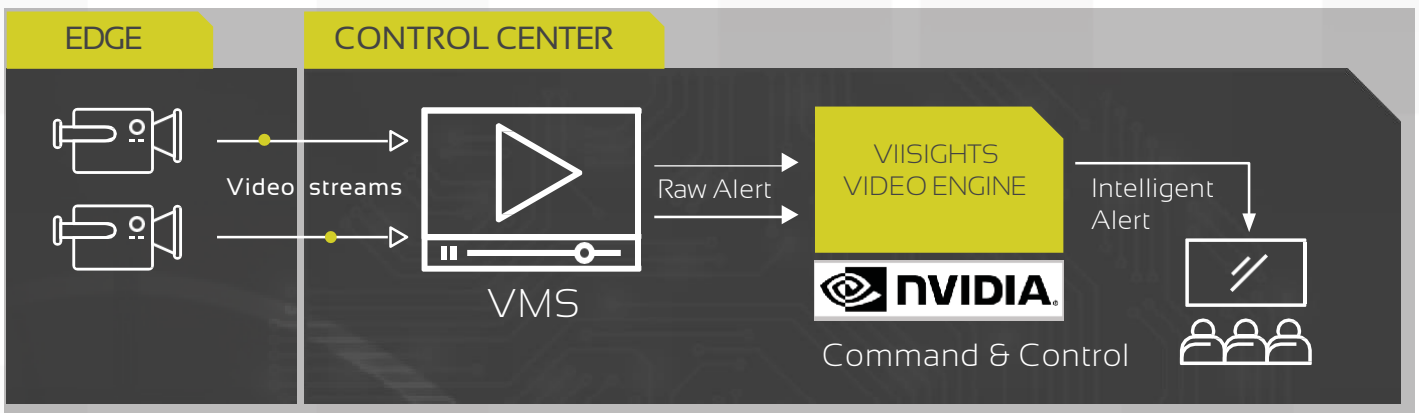 EDGE
CONTROL CENTER
Video streams
VMS
Raw Alert
VIISIGHTS
VIDEO ENGINE
NVIDIA.
Intelligent
Alert
Command & Control